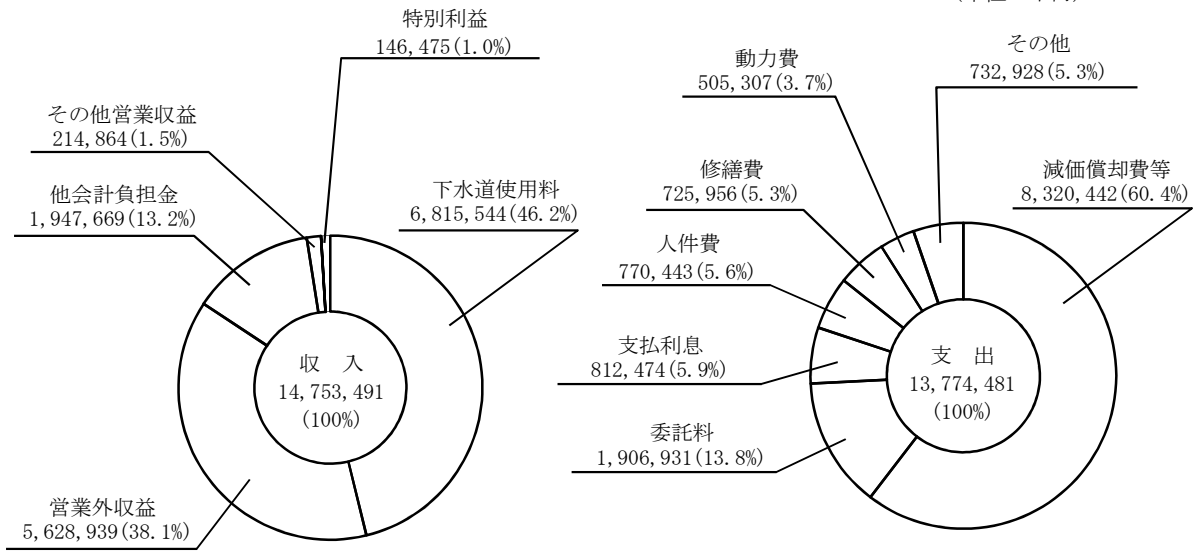 特別利益
146,475(1.0%)
その他営業収益
214,864(1.5%)
他会計負担金
1,947,669(13.2%)
下水道使用料
6,815,544(46.2%)
収　入
14,753,491
(100%)
営業外収益
5,628,939(38.1%)
その他
732,928(5.3%)
動力費
505,307(3.7%)
修繕費
725,956(5.3%)
減価償却費等
8,320,442(60.4%)
人件費
770,443(5.6%)
支払利息
812,474(5.9%)
支　出
13,774,481
(100%)
委託料
1,906,931(13.8%)